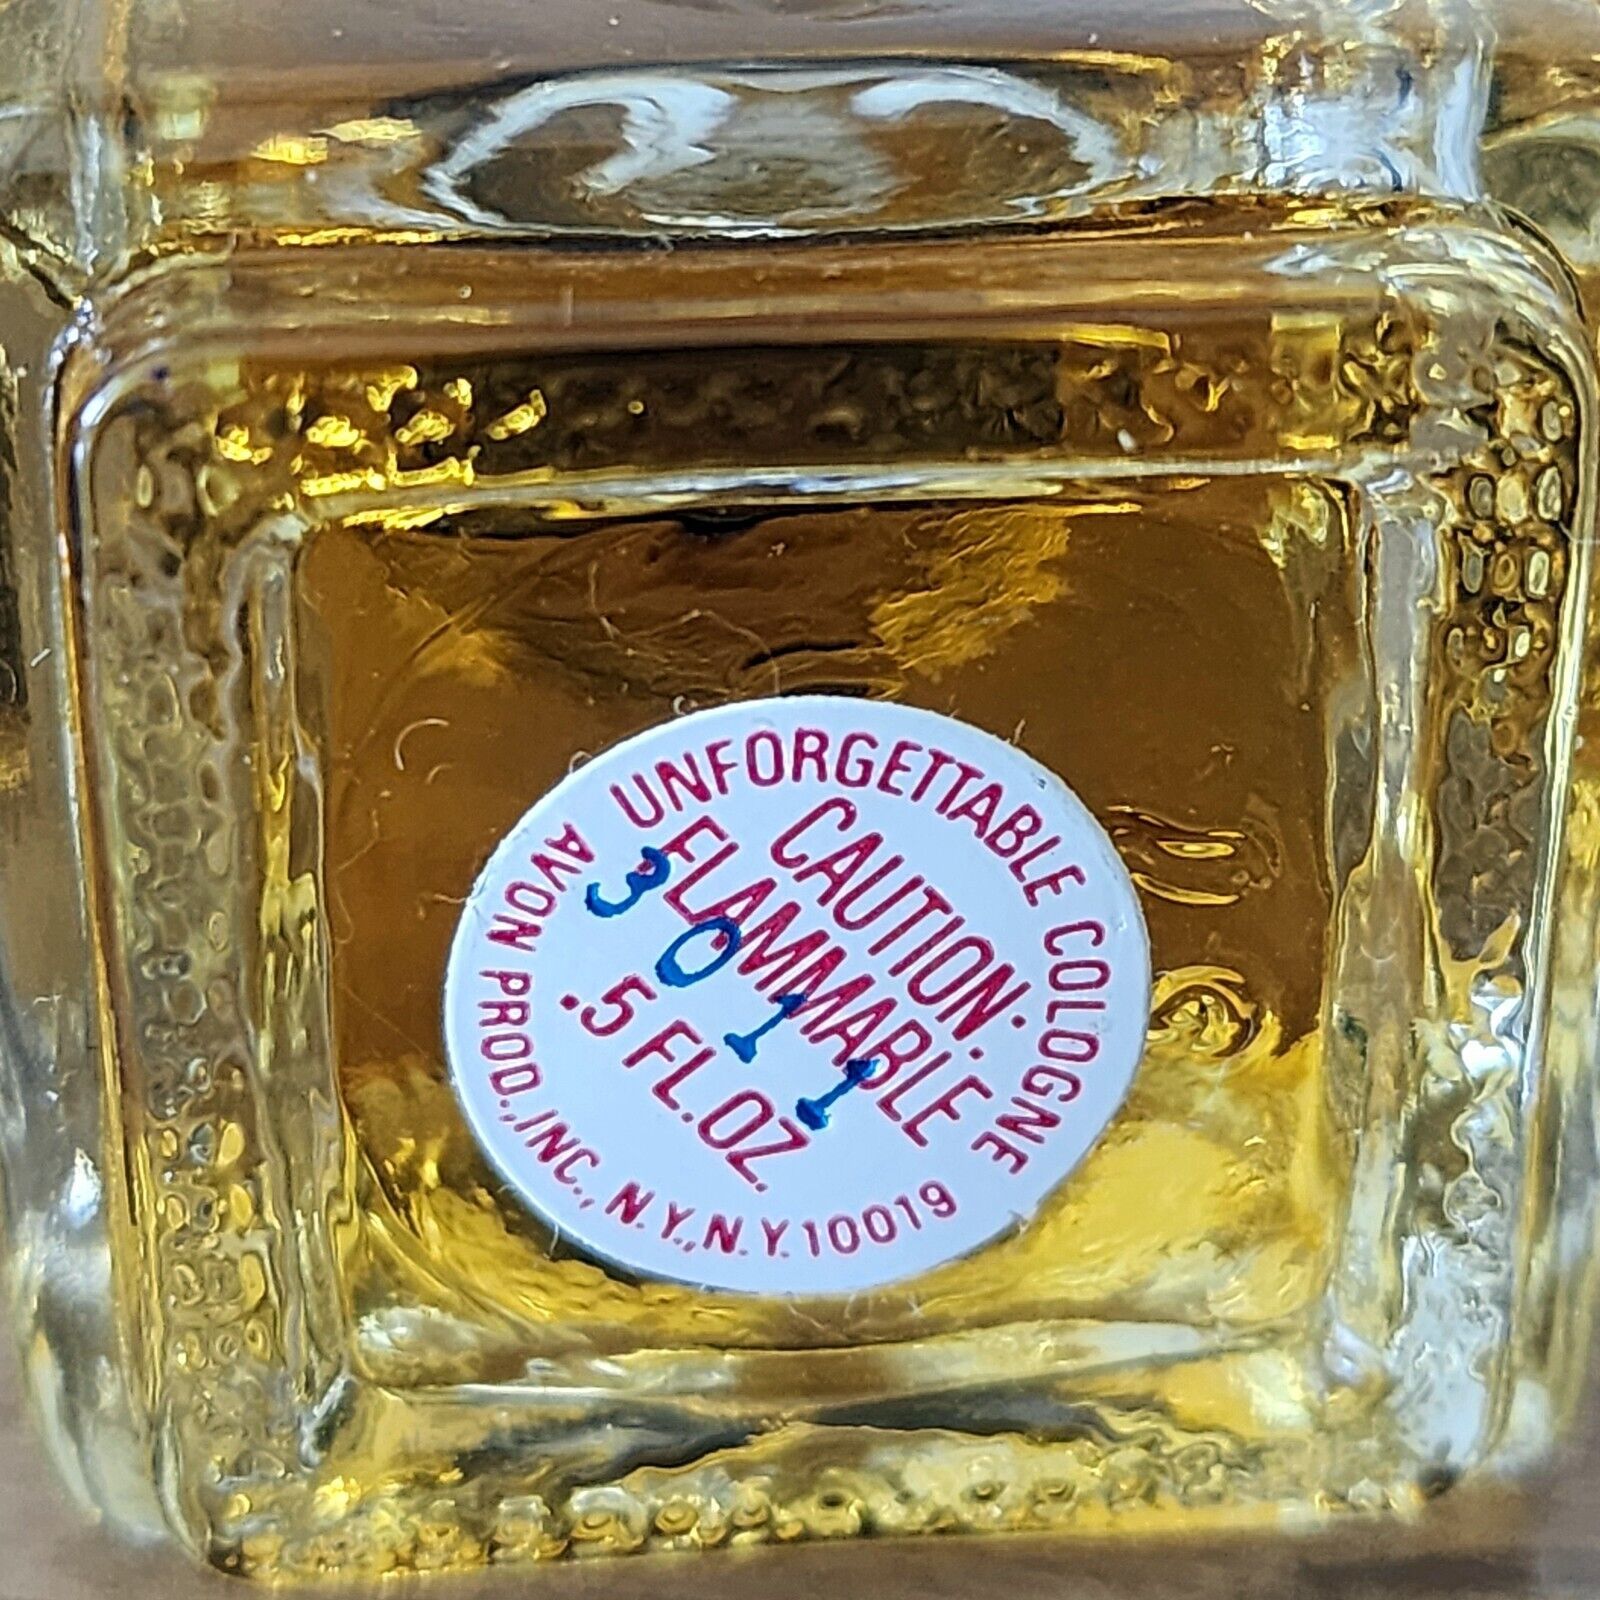 UNFORGETTABLE COLOGNE
CAUTION.
FLAMMABLE.
3011
.5 FL.OZ.
AVON PROD., INC., N.Y., N.Y. 10019